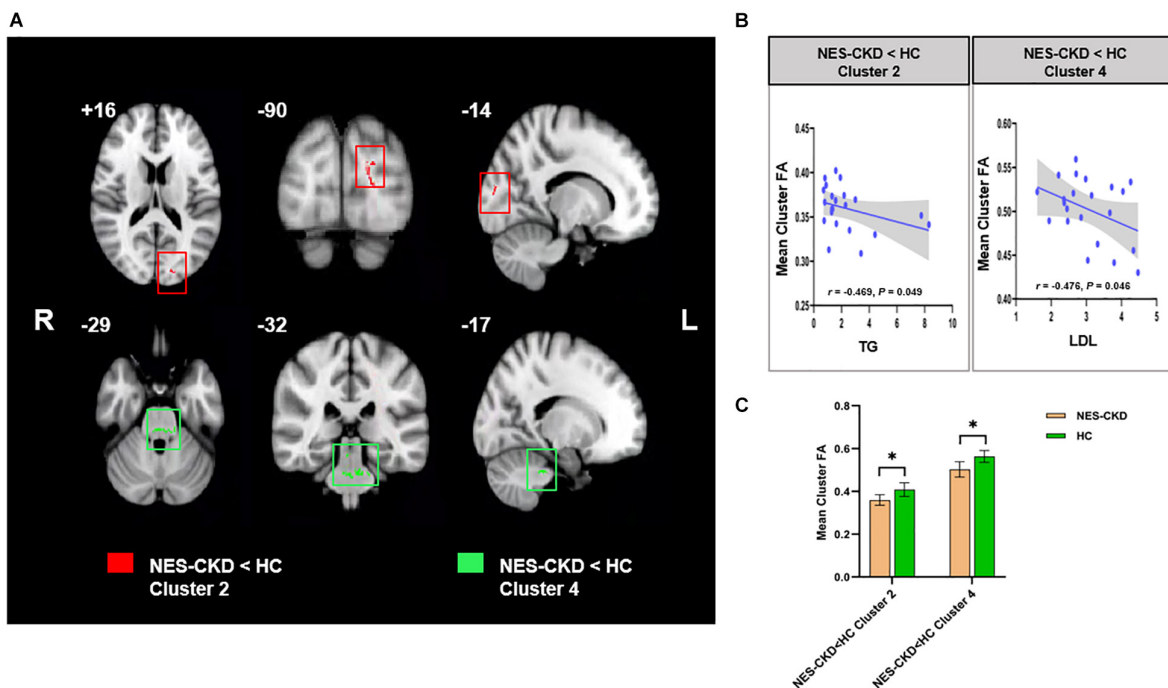 A
+16
-90
-14
R
-29
-32
-17
L
NES-CKD < HC
Cluster 2
NES-CKD < HC
Cluster 4
B
NES-CKD < HC
Cluster 2
NES-CKD < HC
Cluster 4
Mean Cluster FA
0.45
0.40
0.35
0.30
0.25
r = -0.469, P = 0.049
0 2 4 6 8 10
TG
Mean Cluster FA
0.60
0.55
0.50
0.45
0.40
r = -0.476, P = 0.046
1 2 3 4 5
LDL
C
Mean Cluster FA
0.8
0.6
0.4
0.2
0.0
*
*
NES-CKD
HC
NES-CKD<HC Cluster 2
NES-CKD<HC Cluster 4